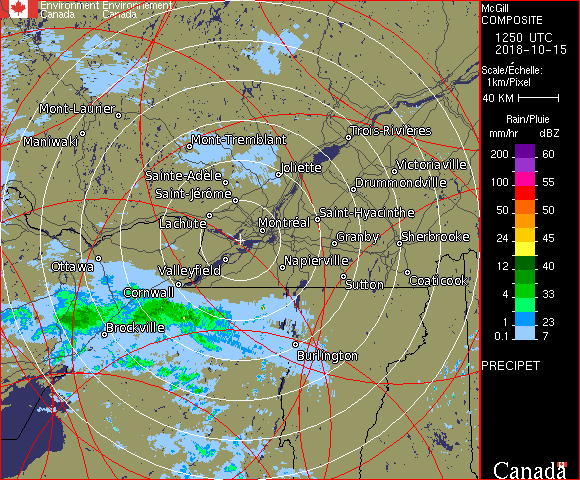 Environment Environnement
Canada Canada
McGill
COMPOSITE
1250 UTC
2018-10-15
Scale/Échelle:
1km/Pixel
40 KM
Rain/Pluie
mm/hr dBZ
200 60
100 55
50 50
24 45
12 40
4 33
1 23
0.1 7
PRECIPET
Canada
Mont-Laurier
Maniwaki
Mont-Tremblant
Trois-Rivières
Joliette
Victoriaville
Sainte-Adèle
Drummondville
Saint-Jérôme
Saint-Hyacinthe
Lachute
Montréal
Granby
Sherbrooke
Ottawa
Valleyfield
Napierville
Sutton
Coaticook
Cornwall
Brockville
Burlington